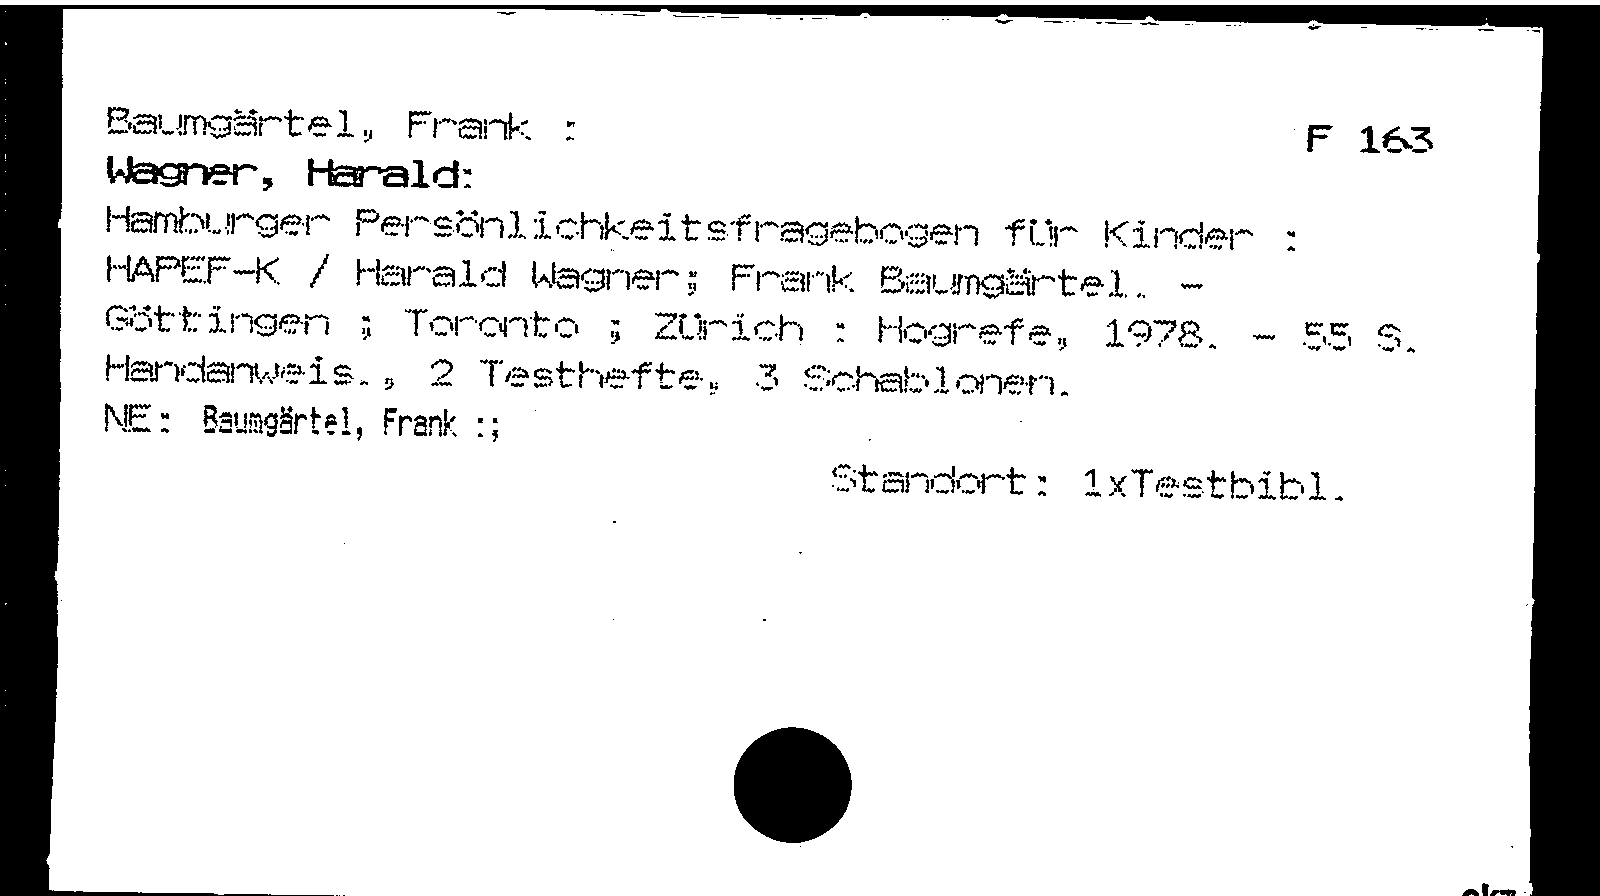 Baumgärtel, Frank :
F 163
Wagner, Harald:
Hamburger Persönlichkeitsfragebogen für Kinder :
HAPEF-K / Harald Wagner; Frank Baumgärtel. -
Göttingen ; Toronto ; Zürich : Hogrefe, 1978. - 55 S.
Handanweis., 2 Testhefte, 3 Schablonen.
NE: Baumgärtel, Frank :;
Standort: 1xTestbibl.